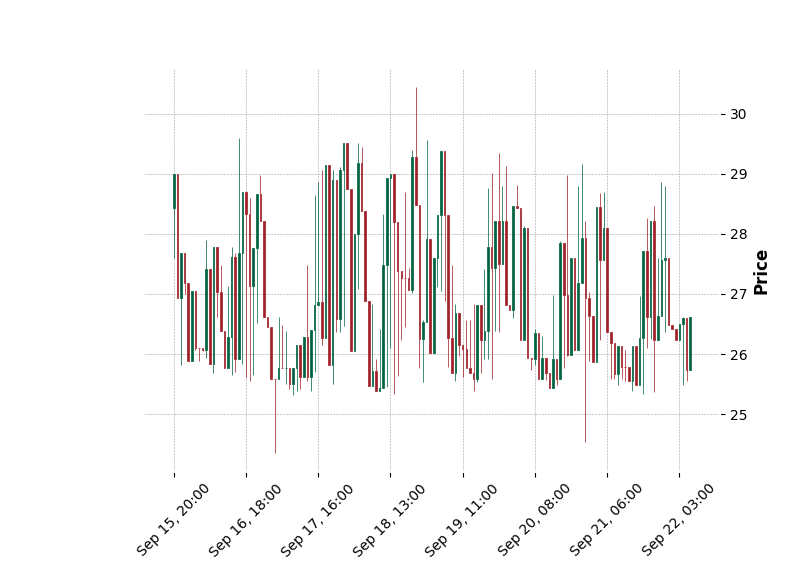 30
29
28
27
26
25
Price
Sep 15, 20:00
Sep 16, 18:00
Sep 17, 16:00
Sep 18, 13:00
Sep 19, 11:00
Sep 20, 08:00
Sep 21, 06:00
Sep 22, 03:00